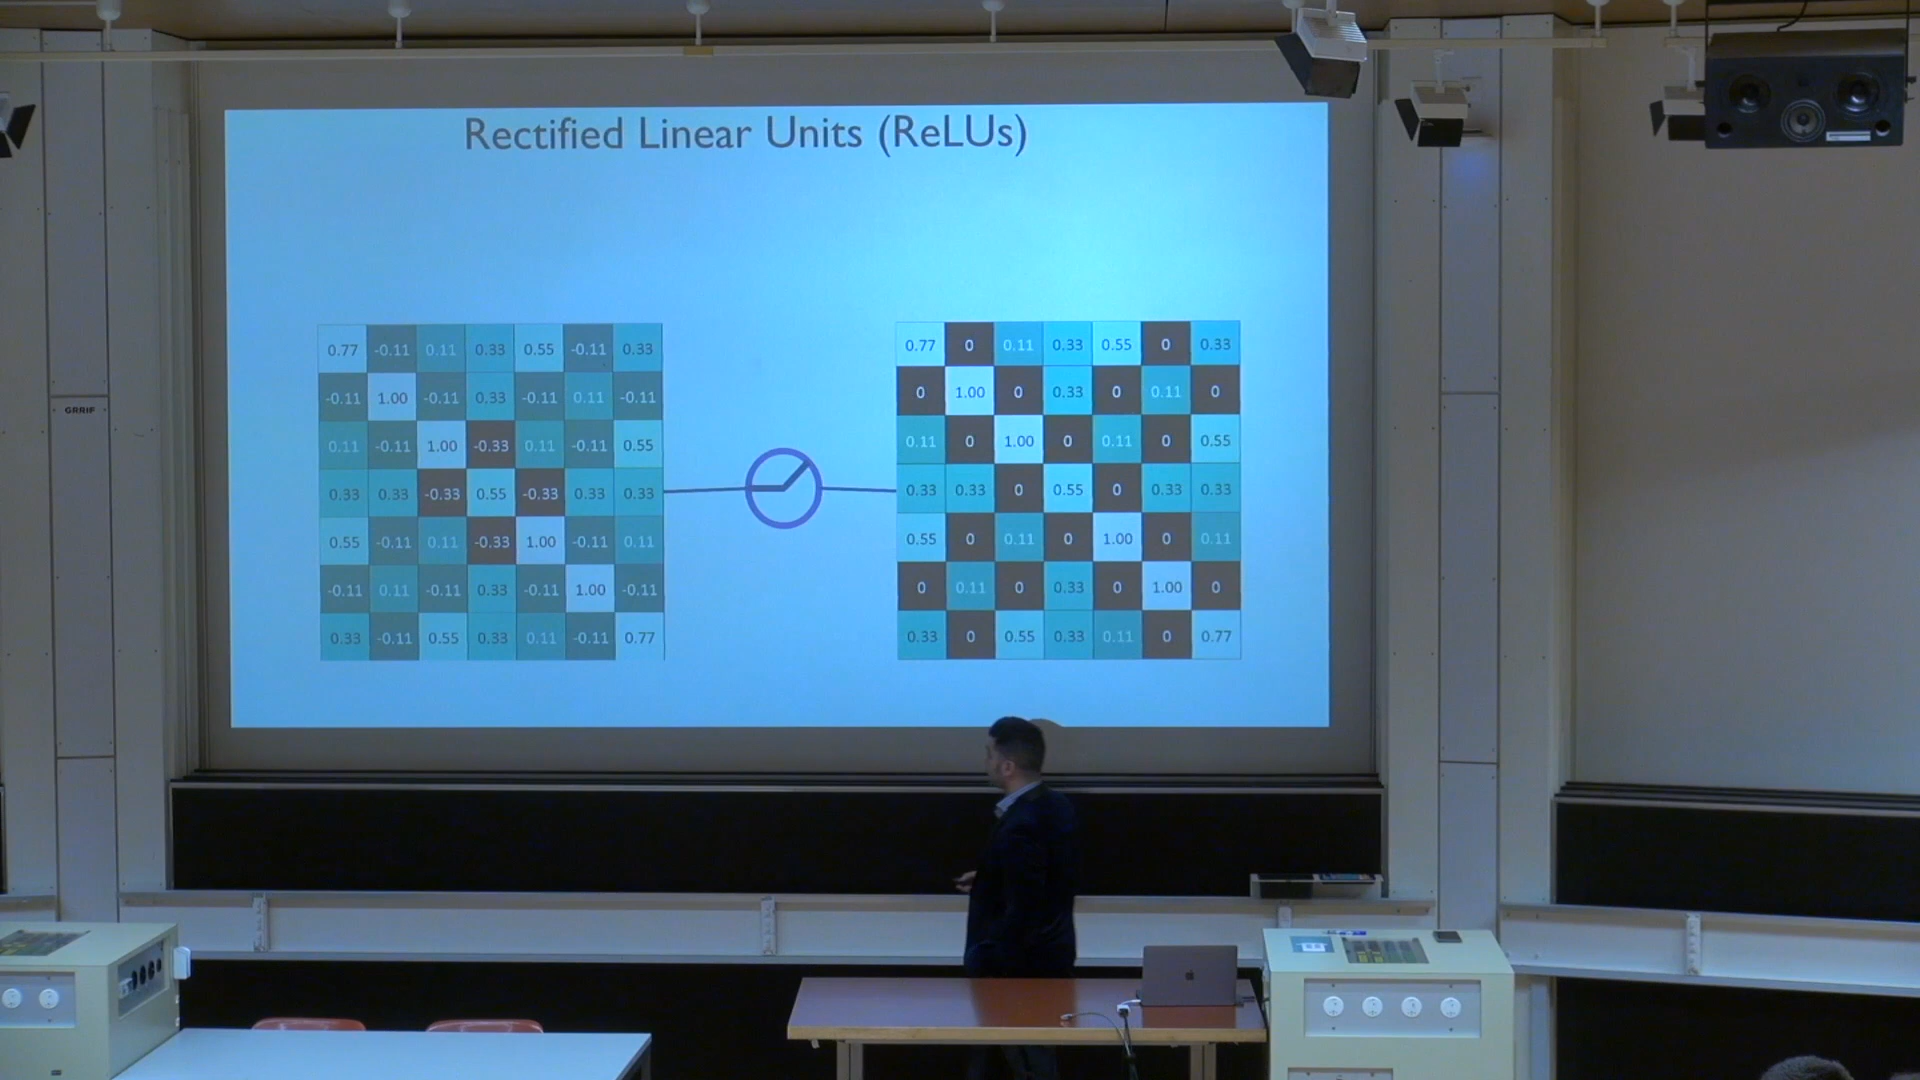 Rectified Linear Units (ReLUs)
0.77 -0.11 0.11 0.33 0.55 -0.11 0.33
-0.11 1.00 -0.11 0.33 -0.11 0.11 -0.11
0.11 -0.11 1.00 -0.33 0.11 -0.11 0.55
0.33 0.33 -0.33 0.55 -0.33 0.33 0.33
0.55 -0.11 0.11 -0.33 1.00 -0.11 0.11
-0.11 0.11 -0.11 0.33 -0.11 1.00 -0.11
0.33 -0.11 0.55 0.33 0.11 -0.11 0.77
0.77 0 0.11 0.33 0.55 0 0.33
0 1.00 0 0.33 0 0.11 0
0.11 0 1.00 0 0.11 0 0.55
0.33 0.33 0 0.55 0 0.33 0.33
0.55 0 0.11 0 1.00 0 0.11
0 0.11 0 0.33 0 1.00 0
0.33 0 0.55 0.33 0.11 0 0.77
GRRIF